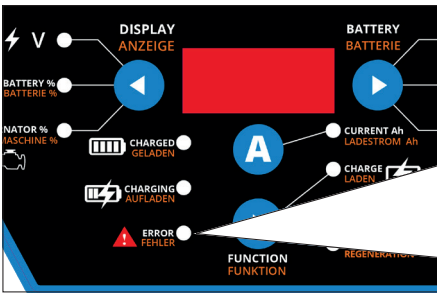 DISPLAY
ANZEIGE
BATTERY
BATTERIE
V
BATTERY %
BATTERIE %
NATOR %
MASCHINE %
CHARGED
GELADEN
A
CURRENT Ah
LADESTROM Ah
CHARGE
LADEN
CHARGING
AUFLADEN
ERROR
FEHLER
FUNCTION
FUNKTION
REGENERATION